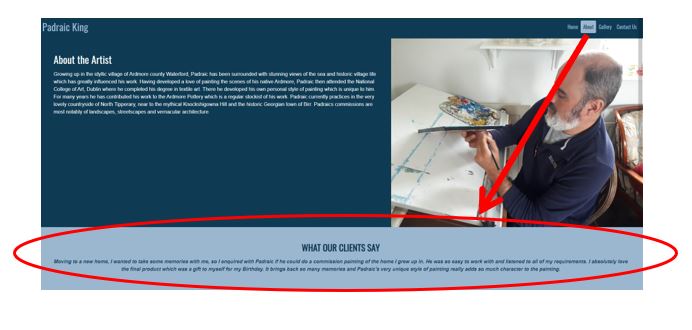 Padraic King
Home About Gallery Contact Us
About the Artist
Growing up in the idyllic village of Ardmore county Waterford, Padraic has been surrounded with stunning views of the sea and historic village life
which has greatly influenced his work. Having developed a love of painting the scenes of his native Ardmore, Padraic then attended the National
College of Art, Dublin where he completed his degree in textile art. There he developed his own personal style of painting which is unique to him.
For many years he has contributed his work to the Ardmore Pottery which is a regular stockist of his work. Padraic currently practices in the very
lovely countryside of North Tipperary, near to the mythical Knockshigowna Hill and the historic Georgian town of Birr. Padraics commissions are
most notably of landscapes, streetscapes and vernacular architecture.
WHAT OUR CLIENTS SAY
Moving to a new home, I wanted to take some memories with me, so I enquired with Padraic if he could do a commission painting of the home I grew up in. He was so easy to work with and listened to all of my requirements. I absolutely love
the final product which was a gift to myself for my Birthday. It brings back so many memories and Padraic's very unique style of painting really adds so much character to the painting.